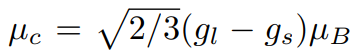 μ_c = √2/3(g_l − g_s)μ_B